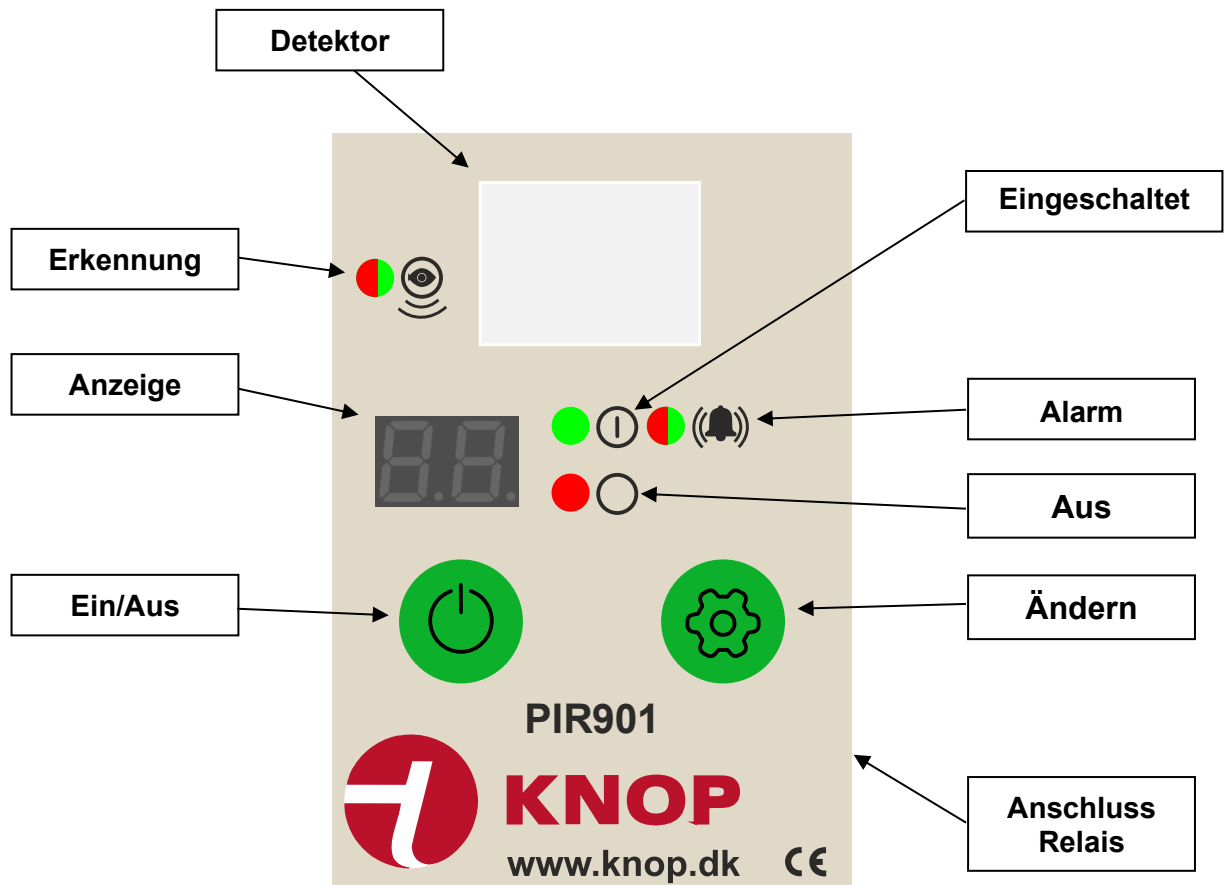 Detektor
Eingeschaltet
Erkennung
Anzeige
Alarm
Aus
Ein/Aus
Ändern
PIR901
KNOP
www.knop.dk CE
Anschluss
Relais